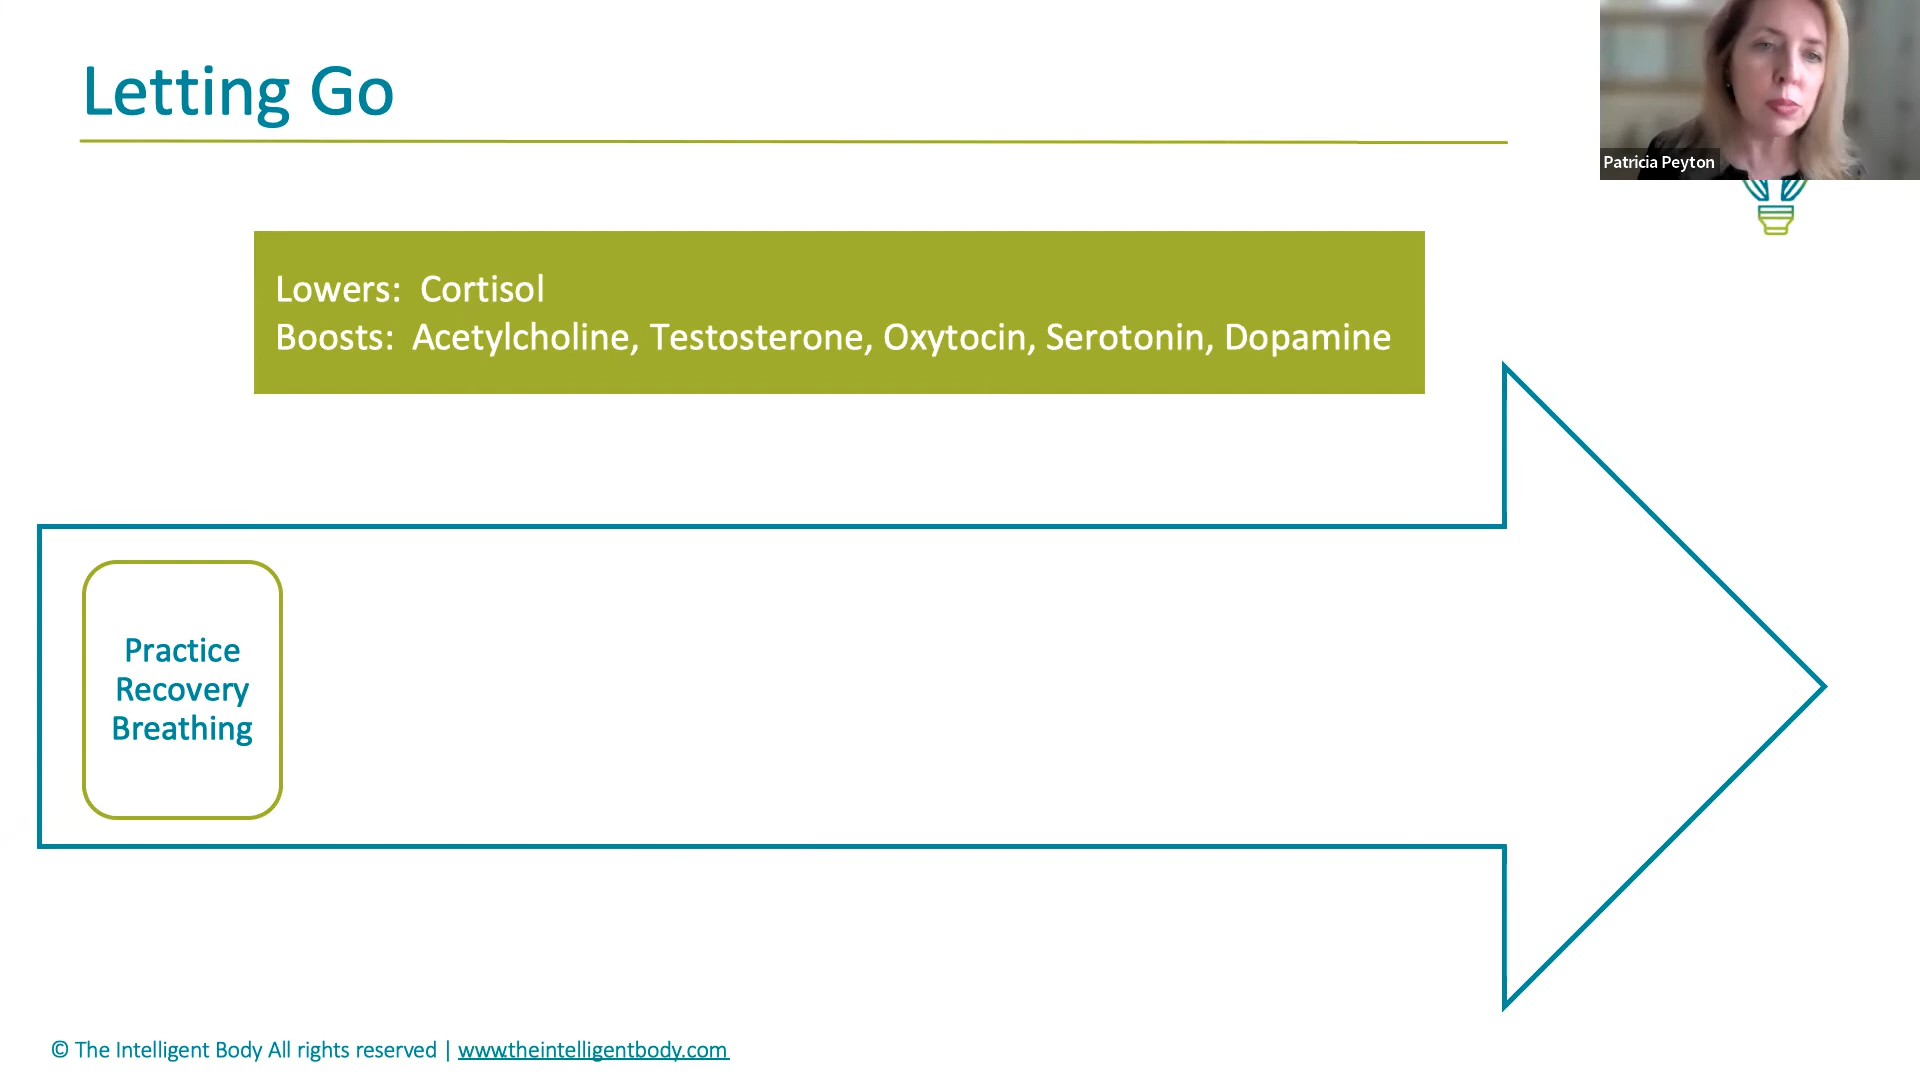 Letting Go
Patricia Peyton
Lowers: Cortisol
Boosts: Acetylcholine, Testosterone, Oxytocin, Serotonin, Dopamine
Practice
Recovery
Breathing
© The Intelligent Body All rights reserved | www.theintelligentbody.com